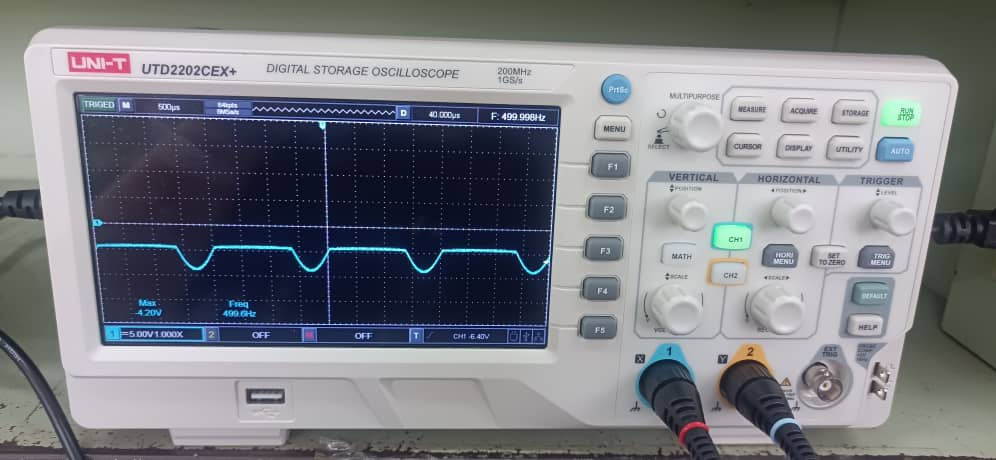 UNI-T UTD2202CEX+ DIGITAL STORAGE OSCILLOSCOPE 200MHz
1GS/s
TRIGED M 500μs 64kpts D 40.000μs F: 499.998Hz
8MSa/s
1
Max Freq
-4.20V 499.6Hz
1 5.00V 1.000X 2 OFF M OFF T CH1 -6.40V
PrtSc
MENU
F1
F2
F3
F4
F5
MULTIPURPOSE
SELECT
MEASURE ACQUIRE STORAGE RUN
STOP
CURSOR DISPLAY UTILITY AUTO
VERTICAL HORIZONTAL TRIGGER
POSITION POSITION LEVEL
CH1
MATH HORI
MENU SET
TO ZERO TRIG
MENU
CH2
SCALE SCALE
DEFAULT
HELP
X 1 Y 2 EXT
TRIG